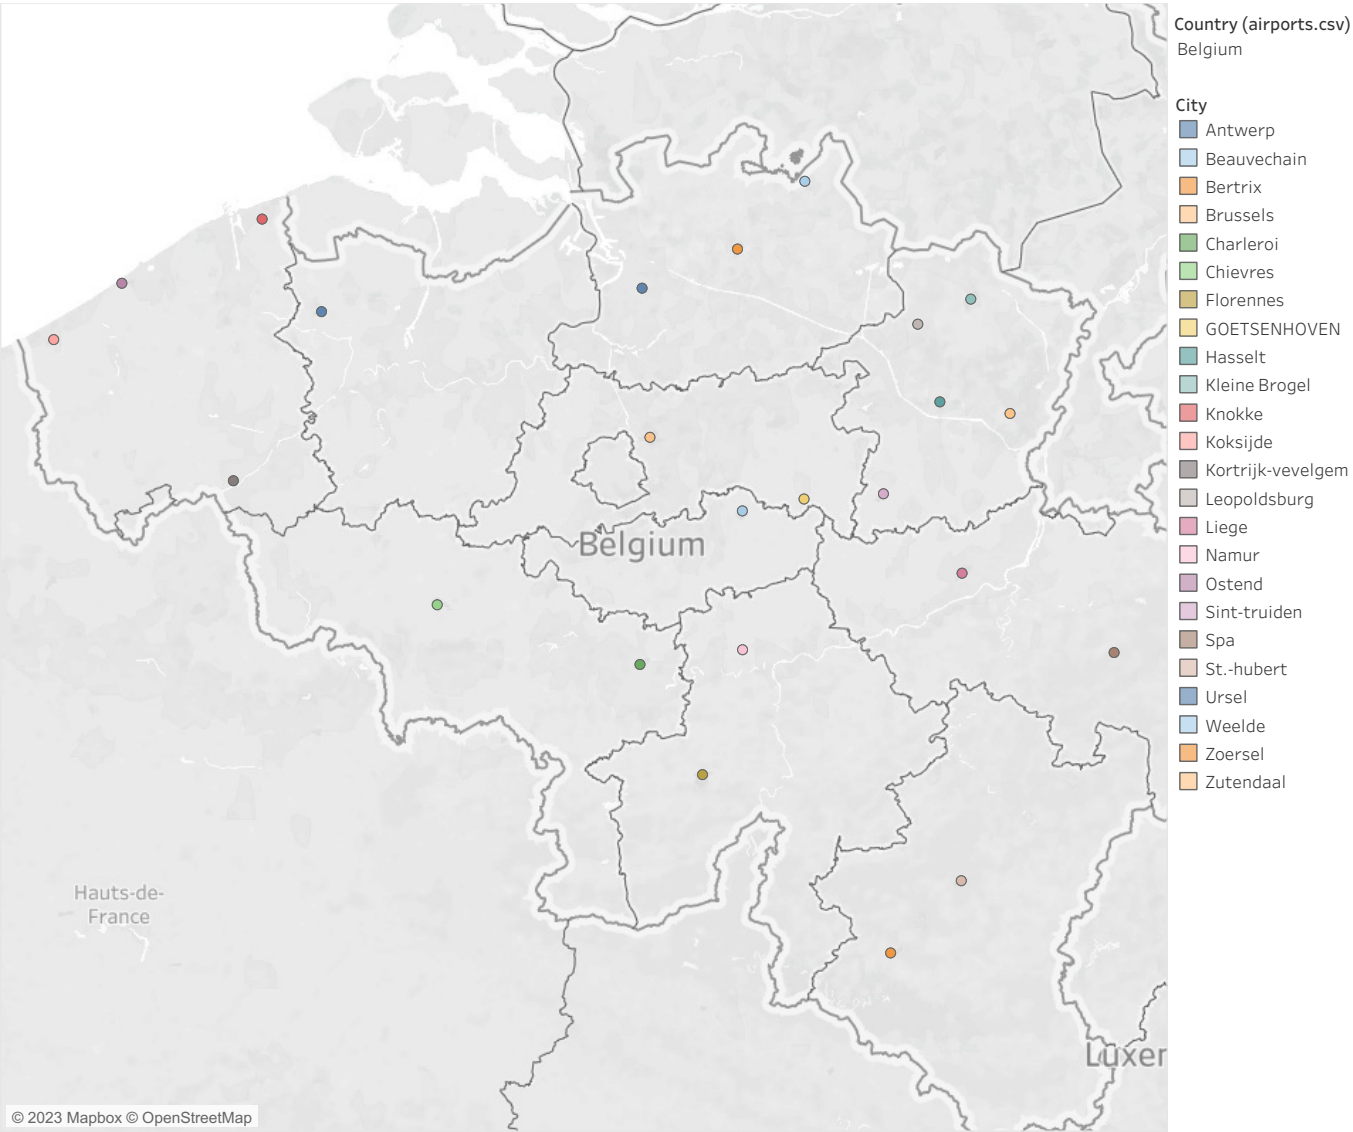 Country (airports.csv)
Belgium
City
Antwerp
Beauvechain
Bertrix
Brussels
Charleroi
Chievres
Florennes
GOETSENHOVEN
Hasselt
Kleine Brogel
Knokke
Koksijde
Kortrijk-vevelgem
Leopoldsburg
Liege
Namur
Ostend
Sint-truiden
Spa
St.-hubert
Ursel
Weelde
Zoersel
Zutendaal
Belgium
Hauts-de-
France
Luxer
© 2023 Mapbox © OpenStreetMap